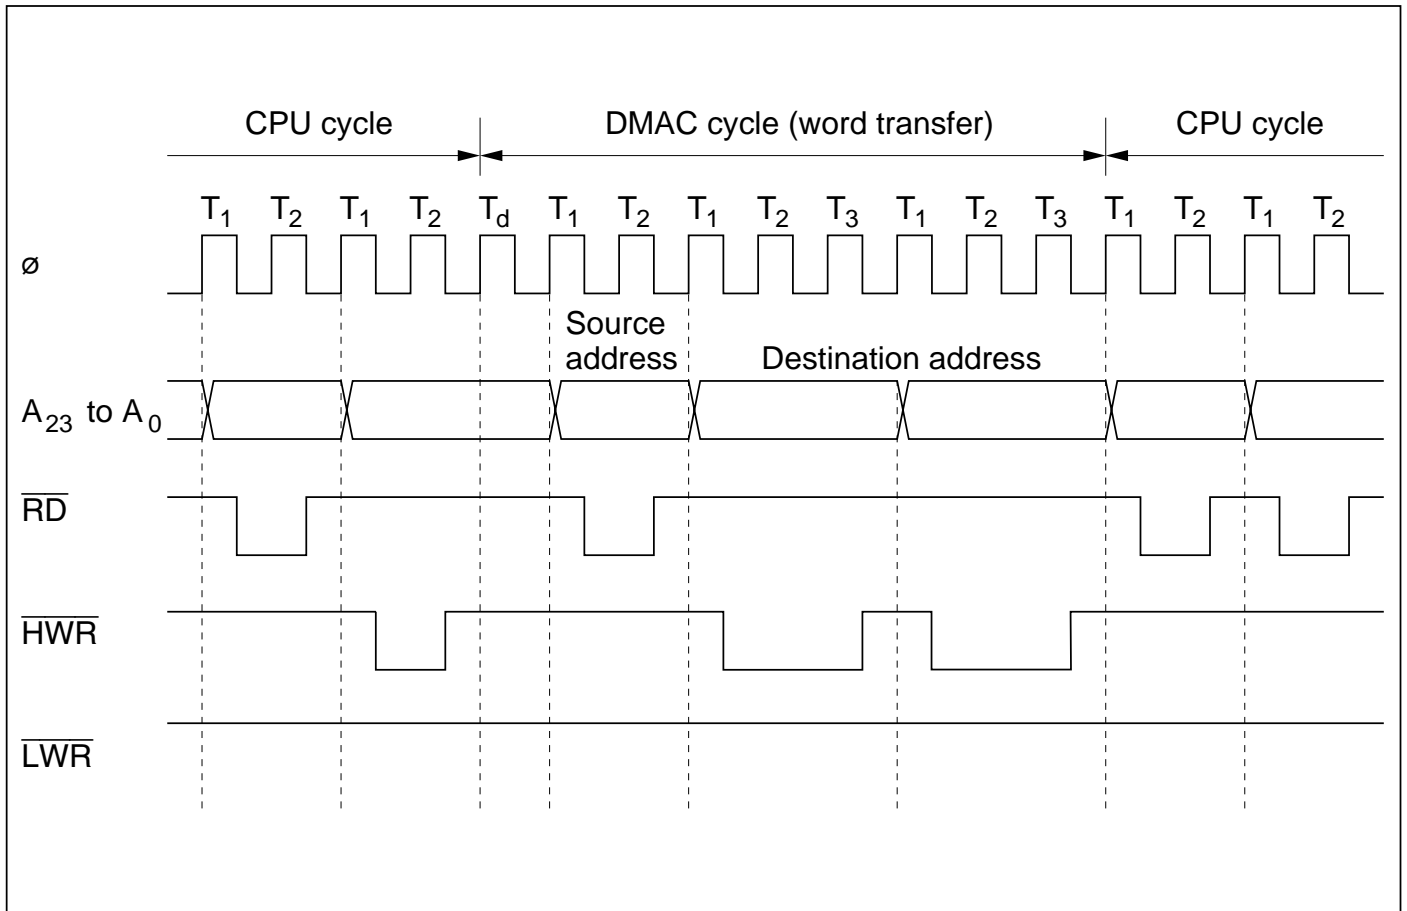 CPU cycle DMAC cycle (word transfer) CPU cycle
T1 T2 T1 T2 Td T1 T2 T1 T2 T3 T1 T2 T3 T1 T2 T1 T2
ø
Source
address Destination address
A23 to A0
RD
HWR
LWR